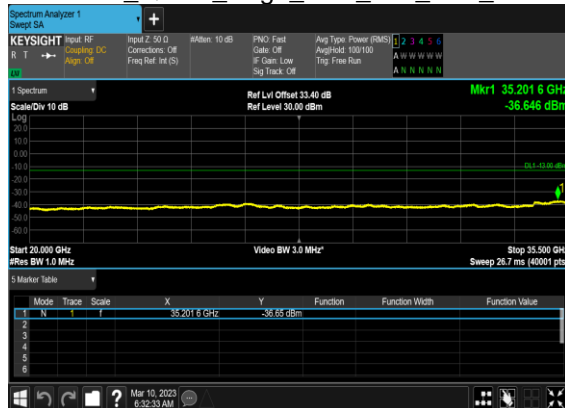 Spectrum Analyzer 1
Swept SA
KEYSIGHT Input: RF Input Z: 50 Ω #Atten: 10 dB PNO: Fast Avg Type: Power (RMS) 1 2 3 4 5 6
R T Coupling: DC Corrections: Off Gate: Off Avg|Hold: 100/100 A W W W W W
Align: Off Freq Ref: Int (S) IF Gain: Low Trig: Free Run
LXI Sig Track: Off A N N N N N
1 Spectrum Ref Lvl Offset 33.40 dB Mkr1 35.201 6 GHz
Scale/Div 10 dB Ref Level 30.00 dBm -36.646 dBm
Log
20.0
10.0
0.00
-10.0 DL1 -13.00 dBm
-20.0
-30.0
-40.0 1
-50.0
-60.0
Start 20.000 GHz Video BW 3.0 MHz* Stop 35.500 GHz
#Res BW 1.0 MHz Sweep 26.7 ms (40001 pts
5 Marker Table
Mode Trace Scale X Y Function Function Width Function Value
1 N 1 f 35.201 6 GHz -36.65 dBm
2
3
4
5
6
? Mar 10, 2023
6:32:33 AM